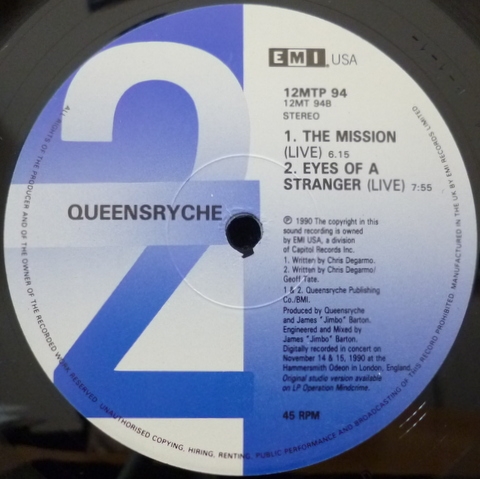 2
EMI USA
12MTP 94
12MT 94B
STEREO
1. THE MISSION
(LIVE) 6.15
2. EYES OF A
STRANGER (LIVE) 7:55
QUEENSRYCHE
℗ 1990 The copyright in this
sound recording is owned
by EMI USA, a division
of Capitol Records Inc.
1. Written by Chris Degarmo.
2. Written by Chris Degarmo/
Geoff Tate.
1 & 2. Queensryche Publishing
Co./BMI.
Produced by Queensryche
and James "Jimbo" Barton.
Engineered and Mixed by
James "Jimbo" Barton.
Digitally recorded in concert on
November 14 & 15, 1990 at the
Hammersmith Odeon in London, England.
Original studio version available
on LP Operation Mindcrime.
45 RPM
ALL RIGHTS OF THE PRODUCER AND OF THE OWNER OF THE RECORDED WORK RESERVED. UNAUTHORISED COPYING, HIRING, RENTING, PUBLIC PERFORMANCE AND BROADCASTING OF THIS RECORD PROHIBITED. MANUFACTURED IN THE UK BY EMI RECORDS LIMITED